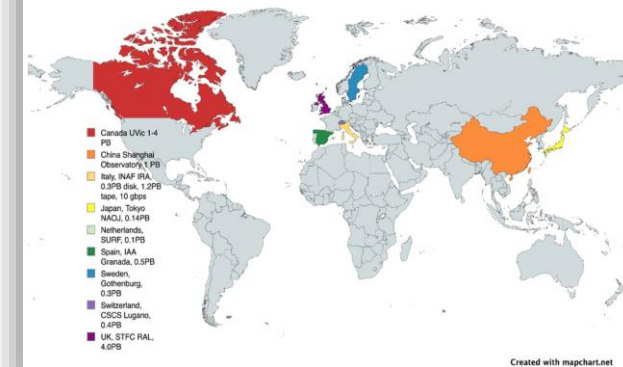 Canada UVic 1-4
PB
China Shanghai
Observatory 1 PB
Italy, INAF IRA,
0.3PB disk, 1.2PB
tape, 10 gbps
Japan, Tokyo
NAOJ, 0.14PB
Netherlands,
SURF, 0.1PB
Spain, IAA
Granada, 0.5PB
Sweden,
Gothenburg,
0.3PB
Switzerland,
CSCS Lugano,
0.4PB
UK, STFC RAL,
4.0PB
Created with mapchart.net